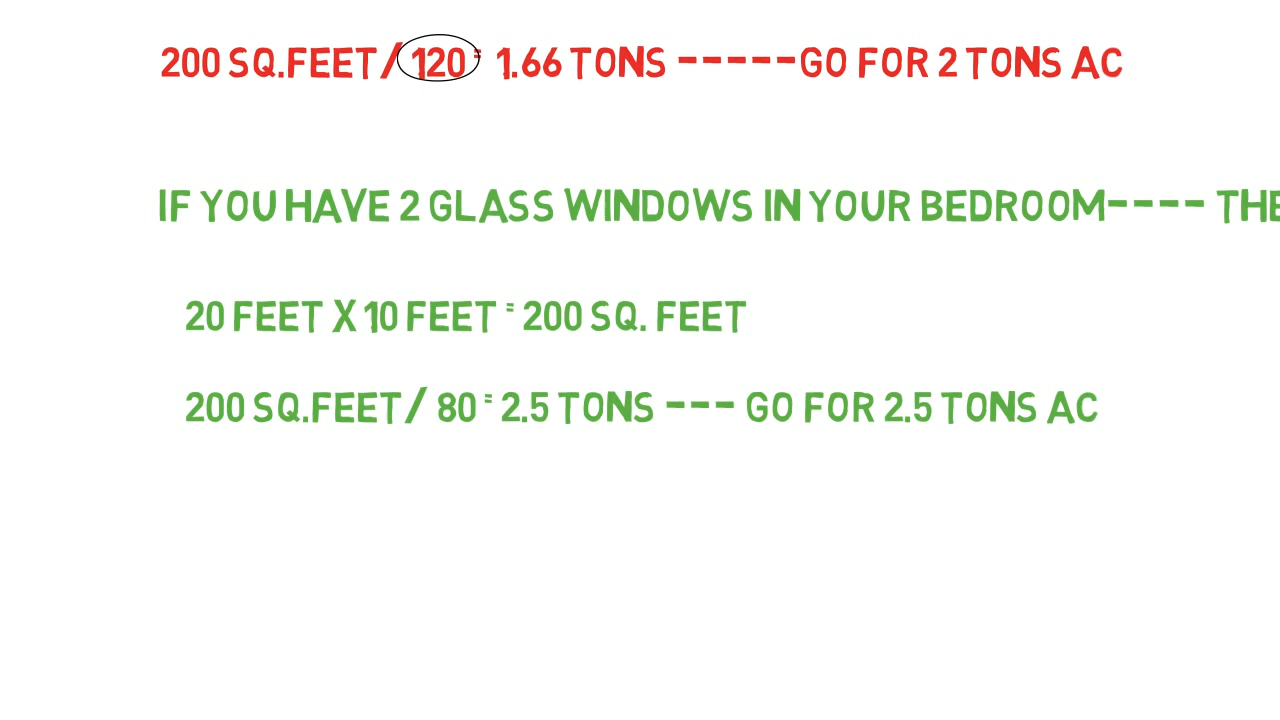 200 SQ.FEET/ 120 = 1.66 TONS -----GO FOR 2 TONS AC
IF YOU HAVE 2 GLASS WINDOWS IN YOUR BEDROOM----
20 FEET X 10 FEET = 200 SQ. FEET
200 SQ.FEET/ 80 = 2.5 TONS --- GO FOR 2.5 TONS AC